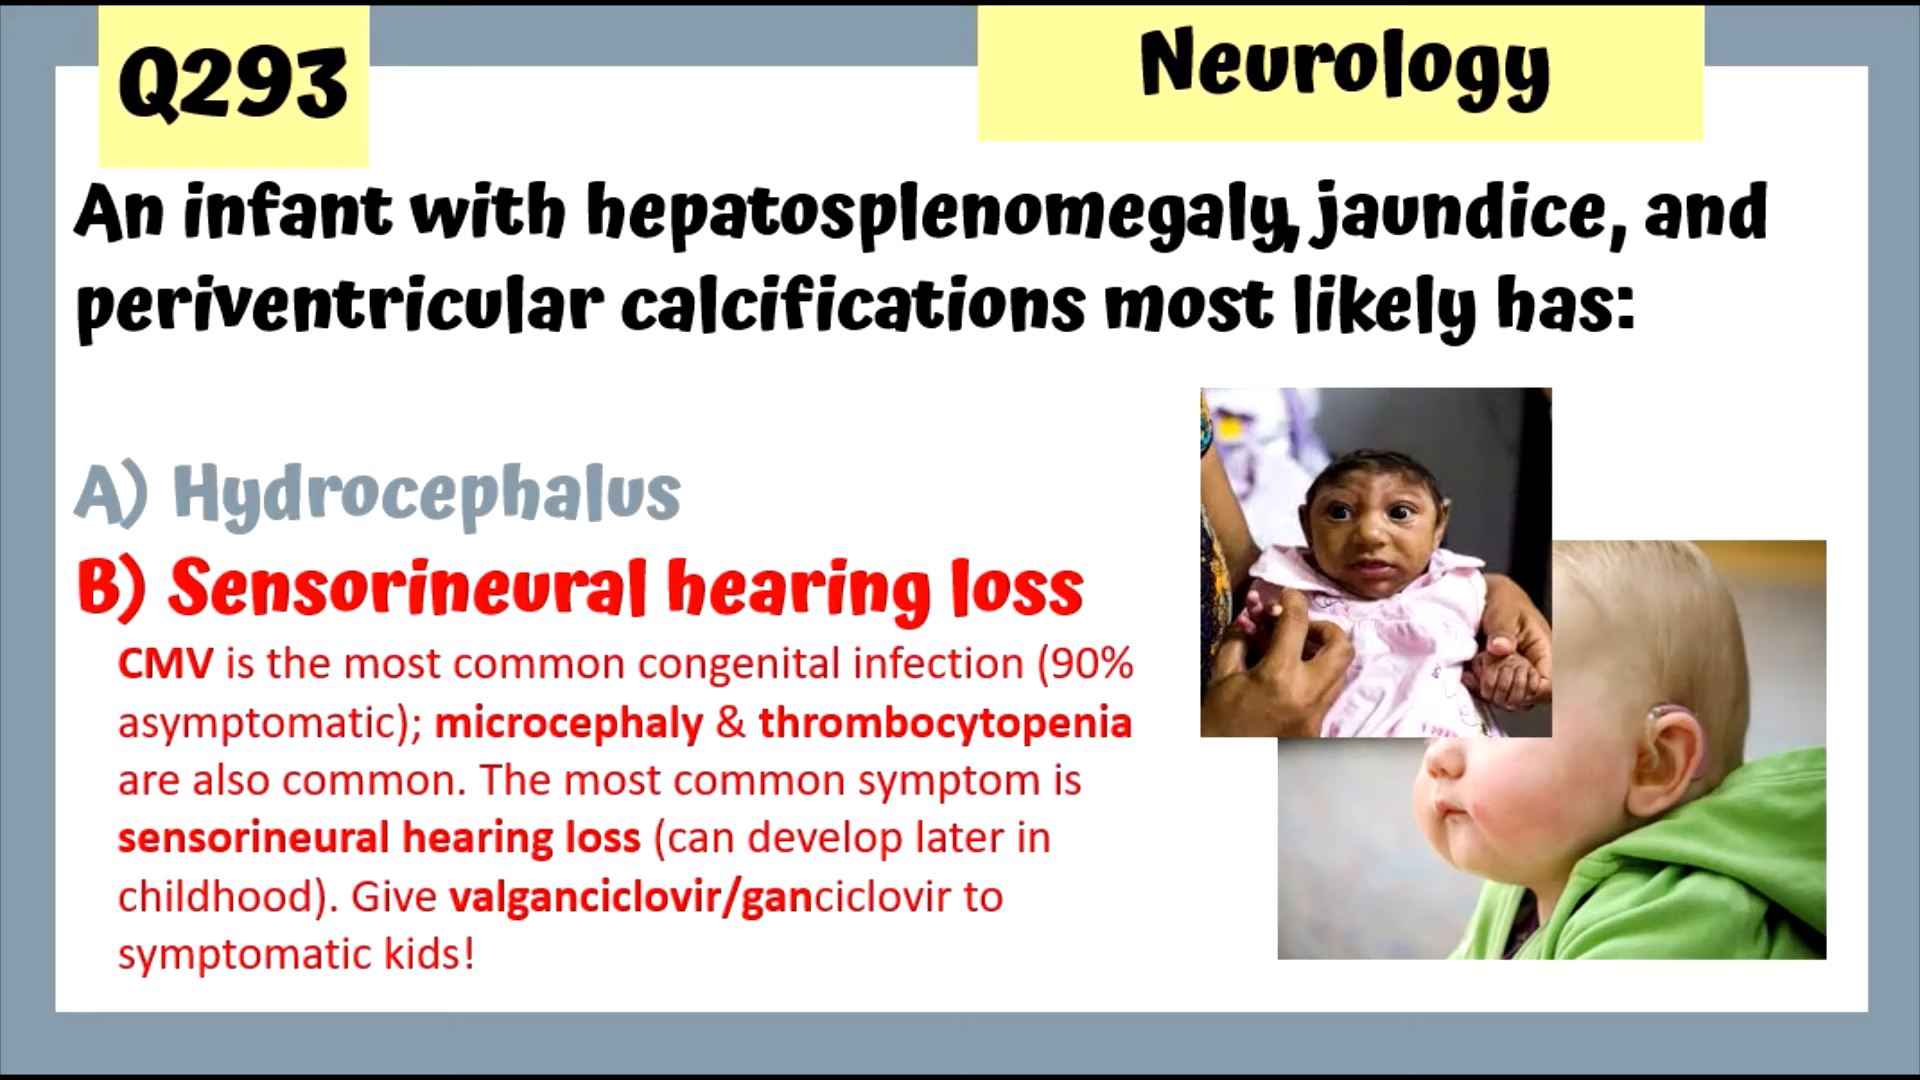 Q293
Neurology
An infant with hepatosplenomegaly, jaundice, and
periventricular calcifications most likely has:
A) Hydrocephalus
B) Sensorineural hearing loss
CMV is the most common congenital infection (90%
asymptomatic); microcephaly & thrombocytopenia
are also common. The most common symptom is
sensorineural hearing loss (can develop later in
childhood). Give valganciclovir/ganciclovir to
symptomatic kids!